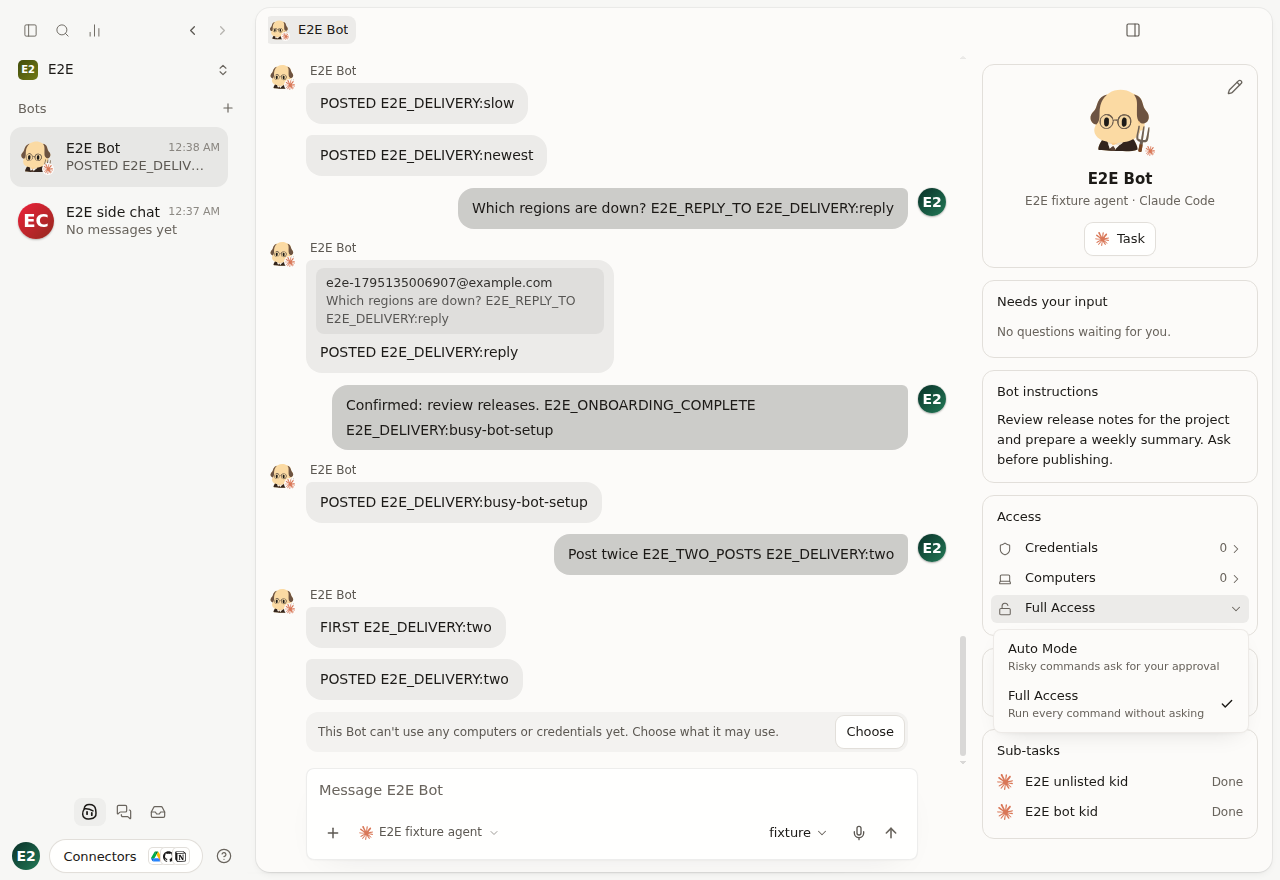 E2 E2E
Bots
E2E Bot 12:38 AM
POSTED E2E_DELIV…
EC E2E side chat 12:37 AM
No messages yet
E2 Connectors
E2E Bot
E2E Bot
POSTED E2E_DELIVERY:slow
POSTED E2E_DELIVERY:newest
Which regions are down? E2E_REPLY_TO E2E_DELIVERY:reply E2
E2E Bot
e2e-1795135006907@example.com
Which regions are down? E2E_REPLY_TO
E2E_DELIVERY:reply
POSTED E2E_DELIVERY:reply
Confirmed: review releases. E2E_ONBOARDING_COMPLETE E2
E2E_DELIVERY:busy-bot-setup
E2E Bot
POSTED E2E_DELIVERY:busy-bot-setup
Post twice E2E_TWO_POSTS E2E_DELIVERY:two E2
E2E Bot
FIRST E2E_DELIVERY:two
POSTED E2E_DELIVERY:two
This Bot can't use any computers or credentials yet. Choose what it may use. Choose
Message E2E Bot
E2E fixture agent fixture
E2E Bot
E2E fixture agent · Claude Code
Task
Needs your input
No questions waiting for you.
Bot instructions
Review release notes for the project
and prepare a weekly summary. Ask
before publishing.
Access
Credentials 0
Computers 0
Full Access
Auto Mode
Risky commands ask for your approval
Full Access
Run every command without asking
Sub-tasks
E2E unlisted kid Done
E2E bot kid Done